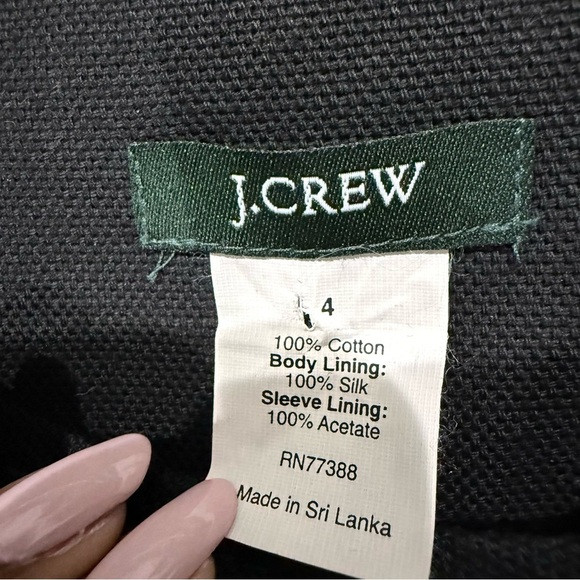 J.CREW
4
100% Cotton
Body Lining:
100% Silk
Sleeve Lining:
100% Acetate
RN77388
Made in Sri Lanka